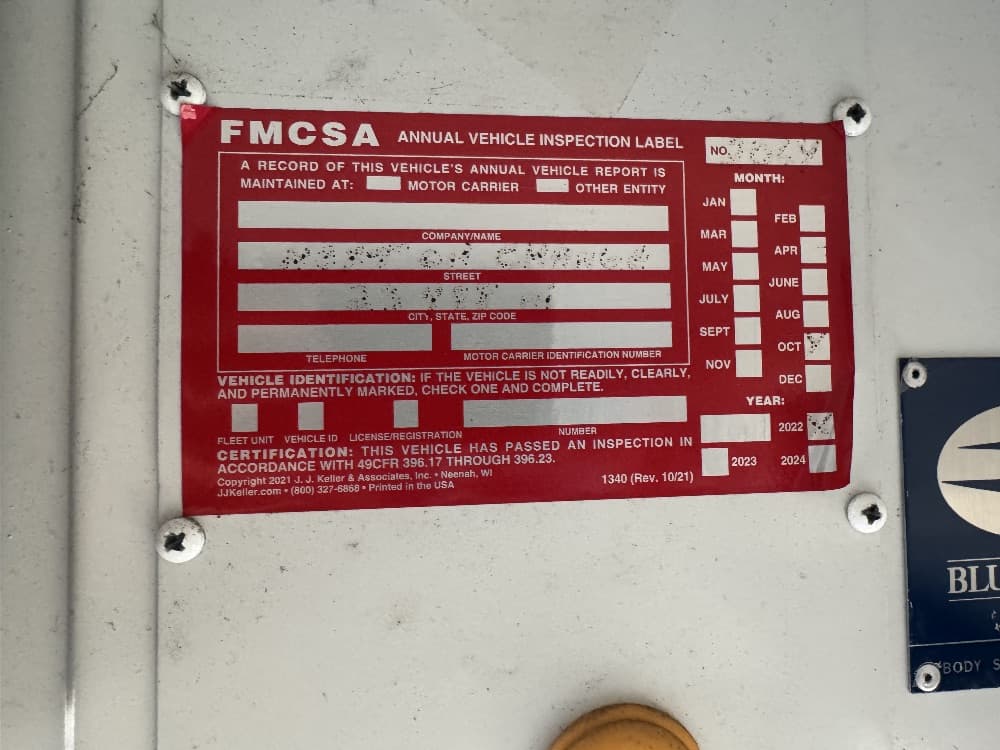 FMCSA ANNUAL VEHICLE INSPECTION LABEL
NO.
A RECORD OF THIS VEHICLE'S ANNUAL VEHICLE REPORT IS
MAINTAINED AT: MOTOR CARRIER OTHER ENTITY
COMPANY/NAME
STREET
CITY, STATE, ZIP CODE
TELEPHONE MOTOR CARRIER IDENTIFICATION NUMBER
VEHICLE IDENTIFICATION: IF THE VEHICLE IS NOT READILY, CLEARLY,
AND PERMANENTLY MARKED, CHECK ONE AND COMPLETE.
FLEET UNIT VEHICLE ID LICENSE/REGISTRATION NUMBER
CERTIFICATION: THIS VEHICLE HAS PASSED AN INSPECTION IN
ACCORDANCE WITH 49CFR 396.17 THROUGH 396.23.
Copyright 2021 J. J. Keller & Associates, Inc. • Neenah, WI
JJKeller.com • (800) 327-6868 • Printed in the USA
1340 (Rev. 10/21)
MONTH:
JAN FEB
MAR APR
MAY JUNE
JULY AUG
SEPT OCT
NOV DEC
YEAR:
2022
2023 2024
BLU
BODY S